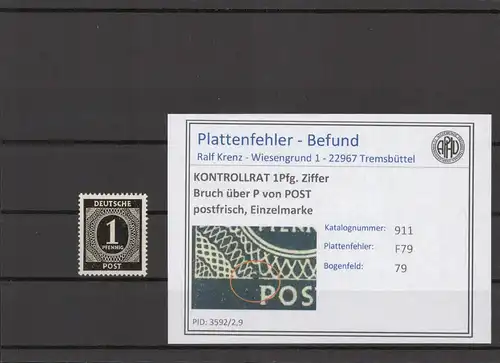 Plattenfehler - Befund
Ralf Krenz - Wiesengrund 1 - 22967 Tremsbüttel
KONTROLLRAT 1Pfg. Ziffer
Bruch über P von POST
postfrisch, Einzelmarke
Katalognummer: 911
Plattenfehler: F79
Bogenfeld: 79
POS
PID: 3592/2,9
DEUTSCHE
1
PFENNIG
POST